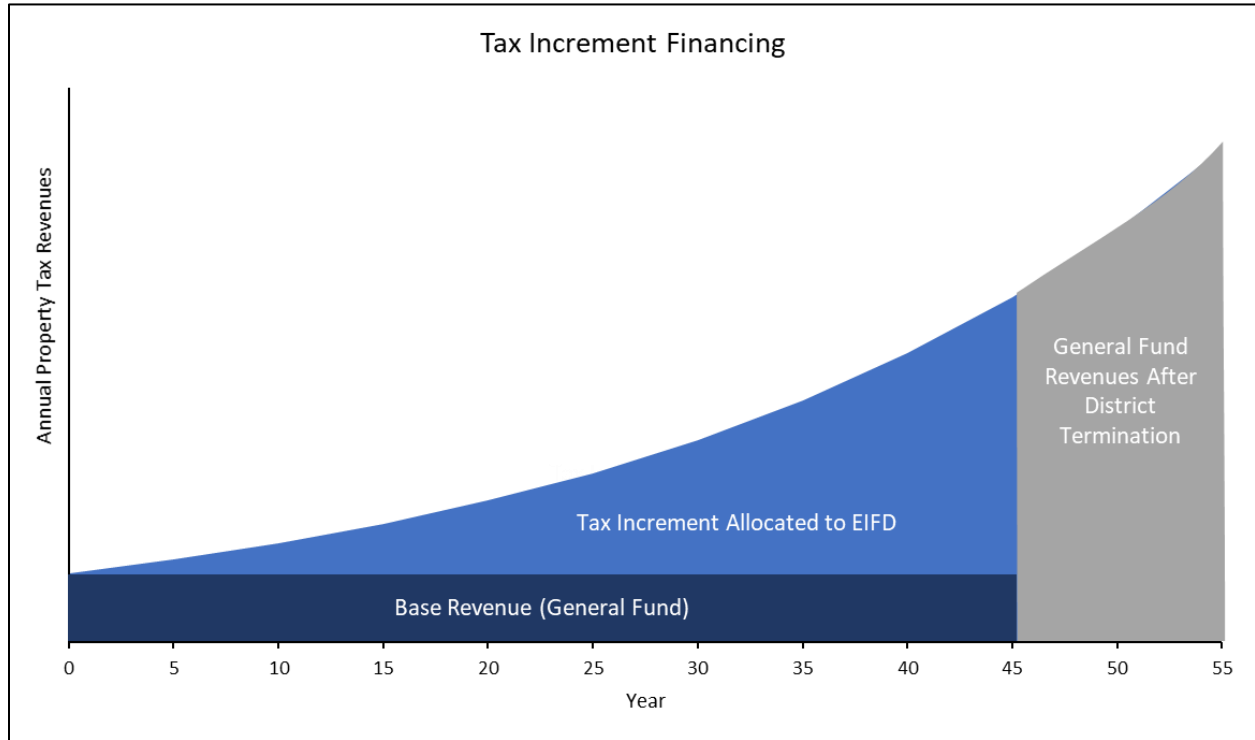 Tax Increment Financing
Annual Property Tax Revenues
General Fund
Revenues After
District
Termination
Tax Increment Allocated to EIFD
Base Revenue (General Fund)
0 5 10 15 20 25 30 35 40 45 50 55
Year